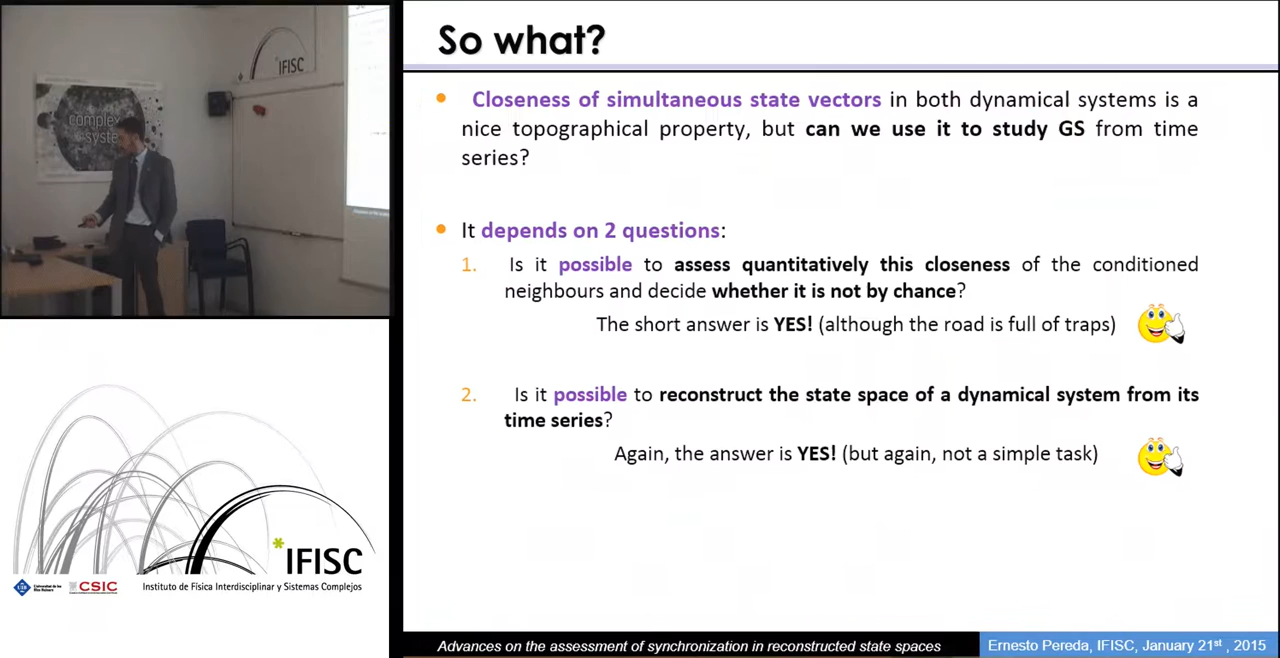 IFISC
complex
syste
So what?
• Closeness of simultaneous state vectors in both dynamical systems is a
nice topographical property, but can we use it to study GS from time
series?
• It depends on 2 questions:
1. Is it possible to assess quantitatively this closeness of the conditioned
neighbours and decide whether it is not by chance?
The short answer is YES! (although the road is full of traps)
2. Is it possible to reconstruct the state space of a dynamical system from its
time series?
Again, the answer is YES! (but again, not a simple task)
*IFISC
UIB
CSIC
Instituto de Física Interdisciplinar y Sistemas Complejos
Advances on the assessment of synchronization in reconstructed state spaces
Ernesto Pereda, IFISC, January 21st , 2015